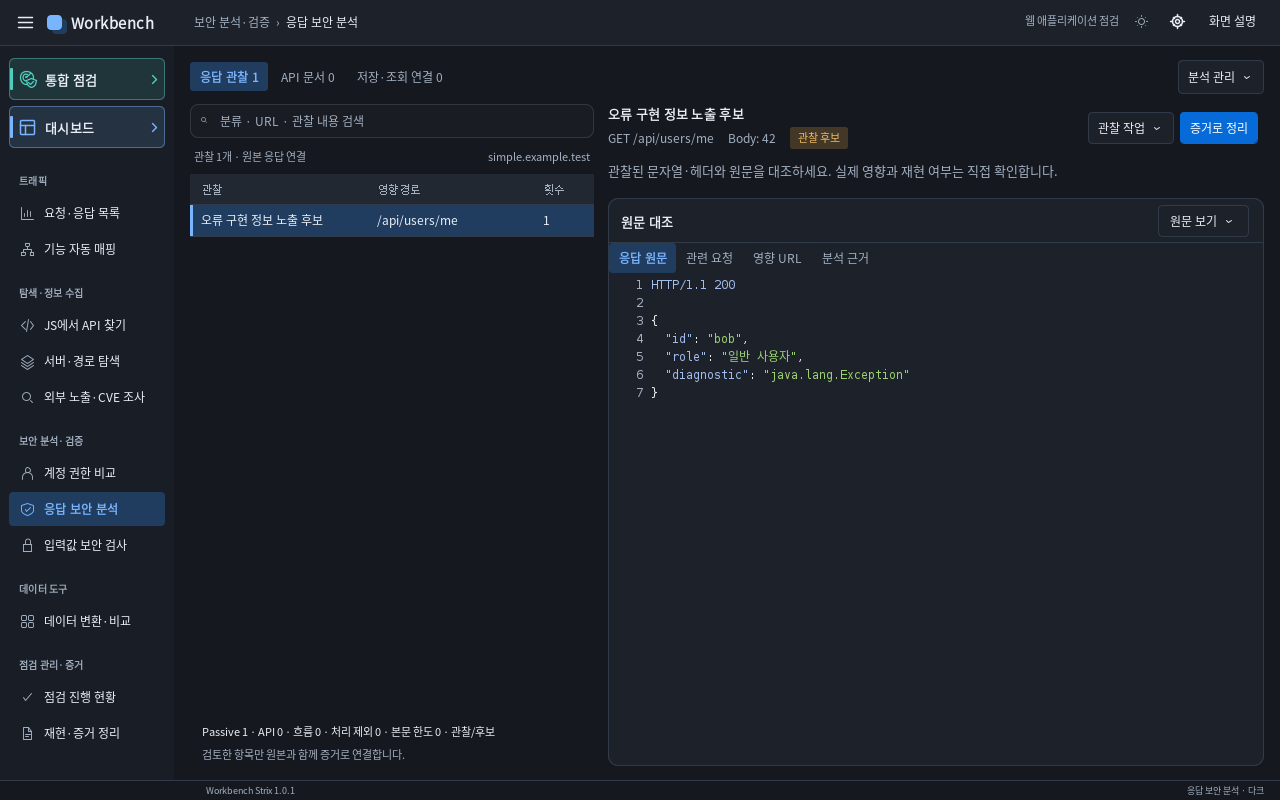 Workbench
보안 분석·검증 › 응답 보안 분석
웹 애플리케이션 점검
화면 설명
통합 점검
대시보드
트래픽
요청·응답 목록
기능 자동 매핑
탐색·정보 수집
JS에서 API 찾기
서버·경로 탐색
외부 노출·CVE 조사
보안 분석·검증
계정 권한 비교
응답 보안 분석
입력값 보안 검사
데이터 도구
데이터 변환·비교
점검 관리·증거
점검 진행 현황
재현·증거 정리
응답 관찰 1
API 문서 0
저장·조회 연결 0
분석 관리
분류 · URL · 관찰 내용 검색
관찰 1개 · 원본 응답 연결
simple.example.test
관찰 영향 경로 횟수
오류 구현 정보 노출 후보 /api/users/me 1
Passive 1 · API 0 · 흐름 0 · 처리 제외 0 · 본문 한도 0 · 관찰/후보
검토한 항목만 원본과 함께 증거로 연결합니다.
오류 구현 정보 노출 후보
GET /api/users/me Body: 42 관찰 후보
관찰 작업
증거로 정리
관찰된 문자열·헤더와 원문을 대조하세요. 실제 영향과 재현 여부는 직접 확인합니다.
원문 대조
원문 보기
응답 원문 관련 요청 영향 URL 분석 근거
1 HTTP/1.1 200
2
3 {
4 "id": "bob",
5 "role": "일반 사용자",
6 "diagnostic": "java.lang.Exception"
7 }
Workbench Strix 1.0.1
응답 보안 분석 · 다크